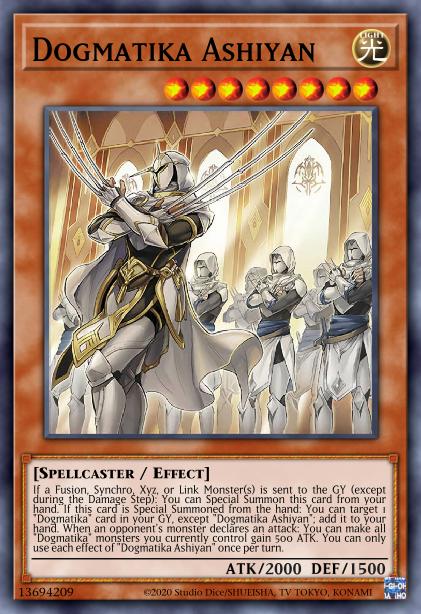 Dogmatika Ashiyan
LIGHT
光
[Spellcaster / Effect]
If a Fusion, Synchro, Xyz, or Link Monster(s) is sent to the GY (except
during the Damage Step): You can Special Summon this card from your
hand. If this card is Special Summoned from the hand: You can target 1
"Dogmatika" card in your GY, except "Dogmatika Ashiyan"; add it to
your hand. When an opponent's monster declares an attack: You can make all
"Dogmatika" monsters you currently control gain 500 ATK. You can only
use each effect of "Dogmatika Ashiyan" once per turn.
ATK/2000 DEF/1500
13694209
©2020 Studio Dice/SHUEISHA, TV TOKYO, KONAMI